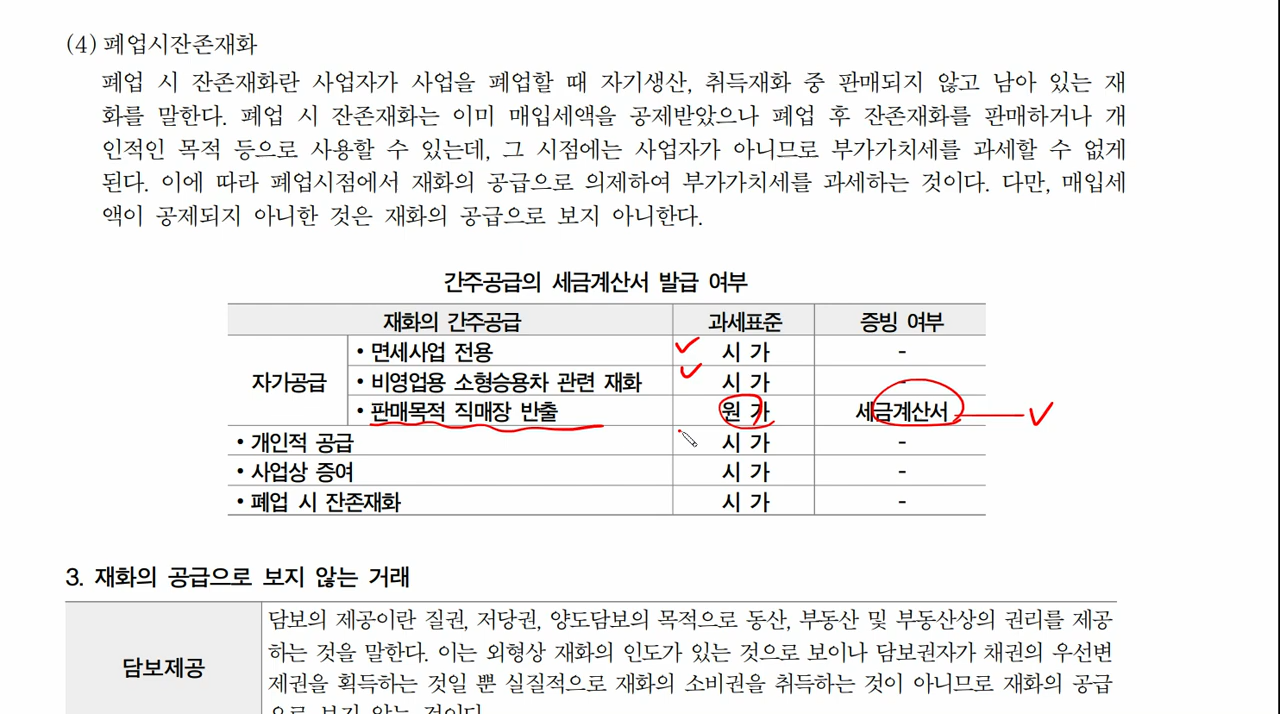 (4) 폐업시잔존재화
폐업 시 잔존재화란 사업자가 사업을 폐업할 때 자기생산, 취득재화 중 판매되지 않고 남아 있는 재
화를 말한다. 폐업 시 잔존재화는 이미 매입세액을 공제받았으나 폐업 후 잔존재화를 판매하거나 개
인적인 목적 등으로 사용할 수 있는데, 그 시점에는 사업자가 아니므로 부가가치세를 과세할 수 없게
된다. 이에 따라 폐업시점에서 재화의 공급으로 의제하여 부가가치세를 과세하는 것이다. 다만, 매입세
액이 공제되지 아니한 것은 재화의 공급으로 보지 아니한다.
간주공급의 세금계산서 발급 여부
재화의 간주공급 과세표준 증빙 여부
자기공급
• 면세사업 전용 시 가 -
• 비영업용 소형승용차 관련 재화 시 가 -
• 판매목적 직매장 반출 원 가 세금계산서
• 개인적 공급 시 가 -
• 사업상 증여 시 가 -
• 폐업 시 잔존재화 시 가 -
3. 재화의 공급으로 보지 않는 거래
담보제공
담보의 제공이란 질권, 저당권, 양도담보의 목적으로 동산, 부동산 및 부동산상의 권리를 제공
하는 것을 말한다. 이는 외형상 재화의 인도가 있는 것으로 보이나 담보권자가 채권의 우선변
제권을 획득하는 것일 뿐 실질적으로 재화의 소비권을 취득하는 것이 아니므로 재화의 공급
으로 보지 않는 것이다.